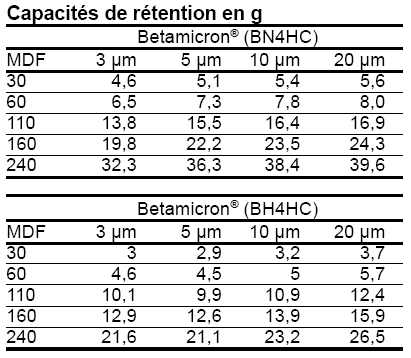 Capacités de rétention en g
Betamicron® (BN4HC)
MDF 3 µm 5 µm 10 µm 20 µm
30 4,6 5,1 5,4 5,6
60 6,5 7,3 7,8 8,0
110 13,8 15,5 16,4 16,9
160 19,8 22,2 23,5 24,3
240 32,3 36,3 38,4 39,6
Betamicron® (BH4HC)
MDF 3 µm 5 µm 10 µm 20 µm
30 3 2,9 3,2 3,7
60 4,6 4,5 5 5,7
110 10,1 9,9 10,9 12,4
160 12,9 12,6 13,9 15,9
240 21,6 21,1 23,2 26,5